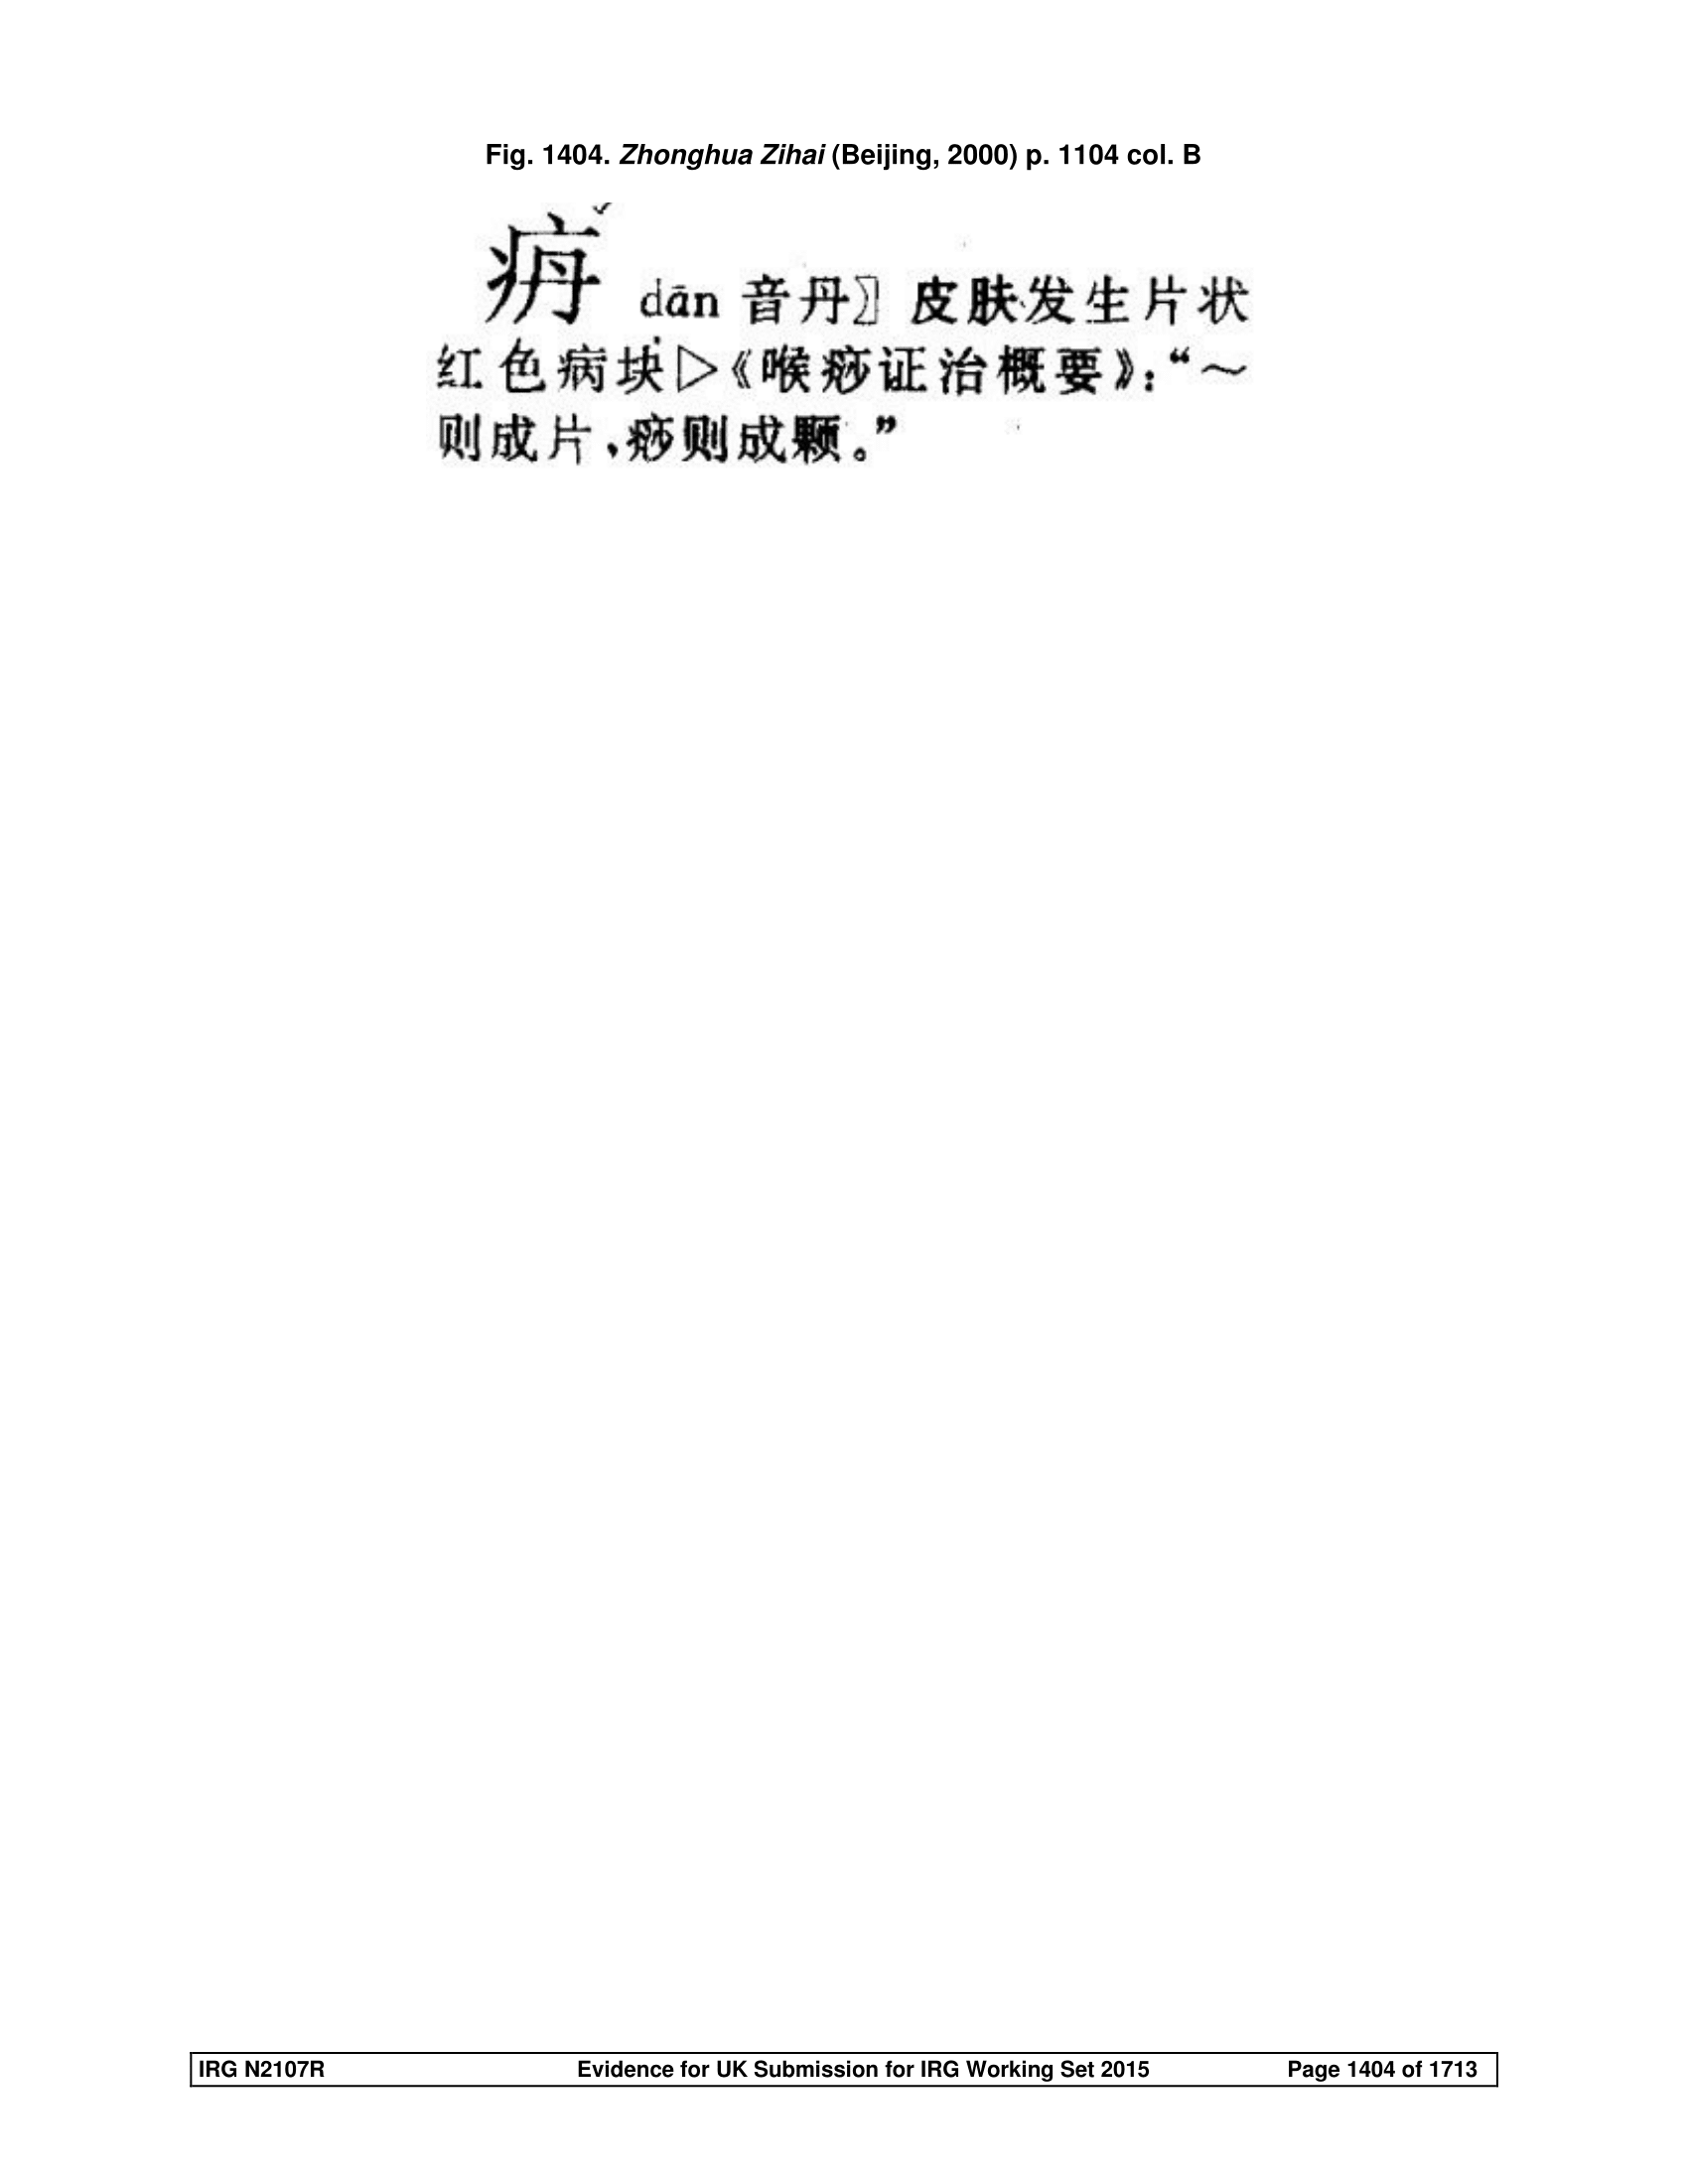 Fig. 1404. Zhonghua Zihai (Beijing, 2000) p. 1104 col. B
⿸疒丹 dān 音丹〗皮肤发生片状
红色病块▷《喉痧证治概要》：“～
则成片，痧则成颗。”
IRG N2107R Evidence for UK Submission for IRG Working Set 2015 Page 1404 of 1713